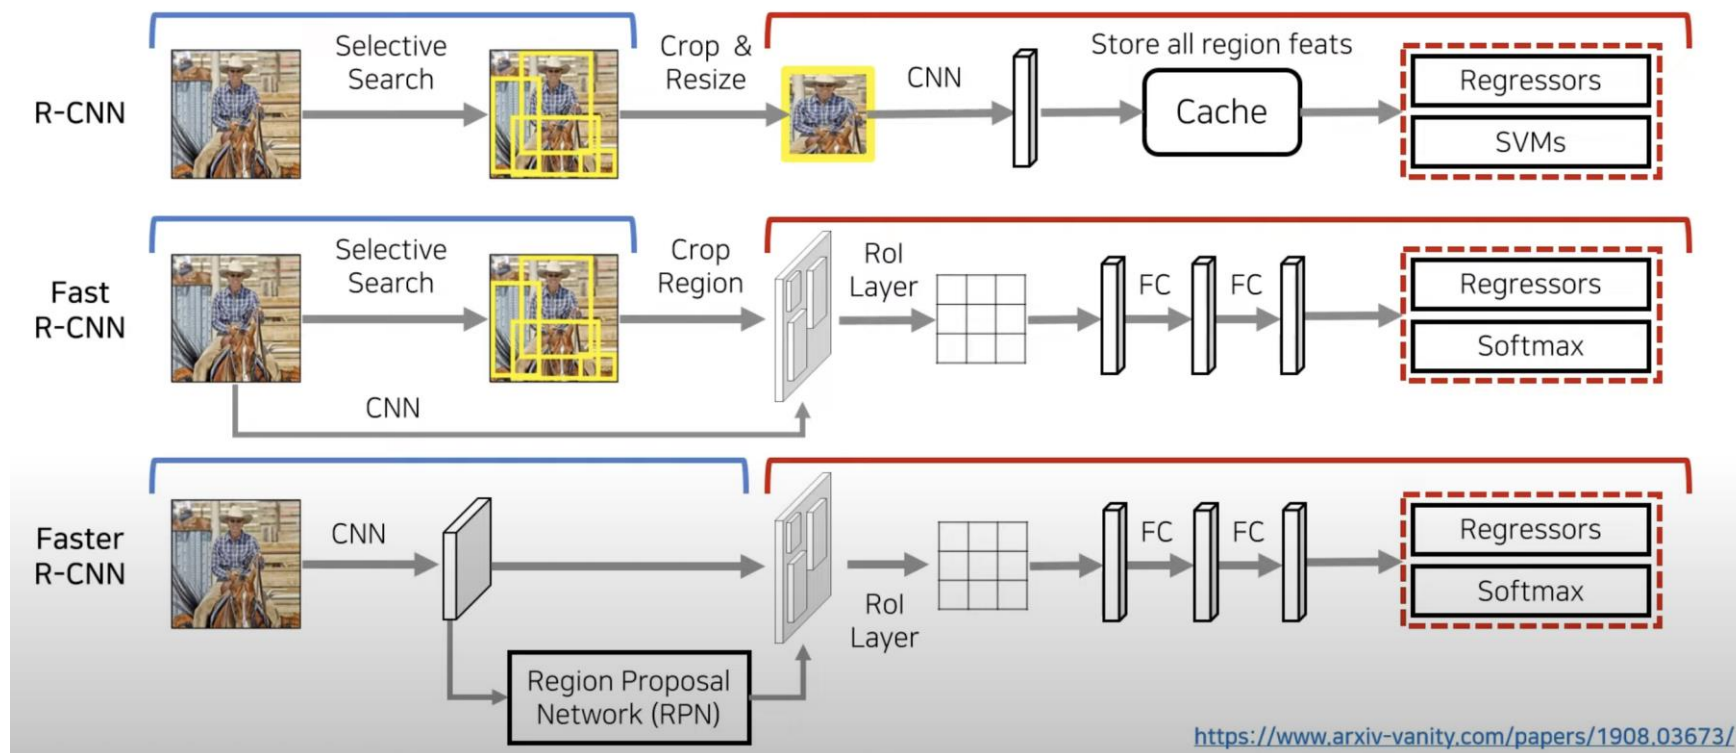 Selective
Search
Crop &
Resize
CNN
Store all region feats
R-CNN
Cache
Regressors
SVMs
Selective
Search
Crop
Region
RoI
Layer
Fast
R-CNN
FC
FC
Regressors
Softmax
CNN
Faster
R-CNN
CNN
RoI
Layer
FC
FC
Regressors
Softmax
Region Proposal
Network (RPN)
https://www.arxiv-vanity.com/papers/1908.03673/